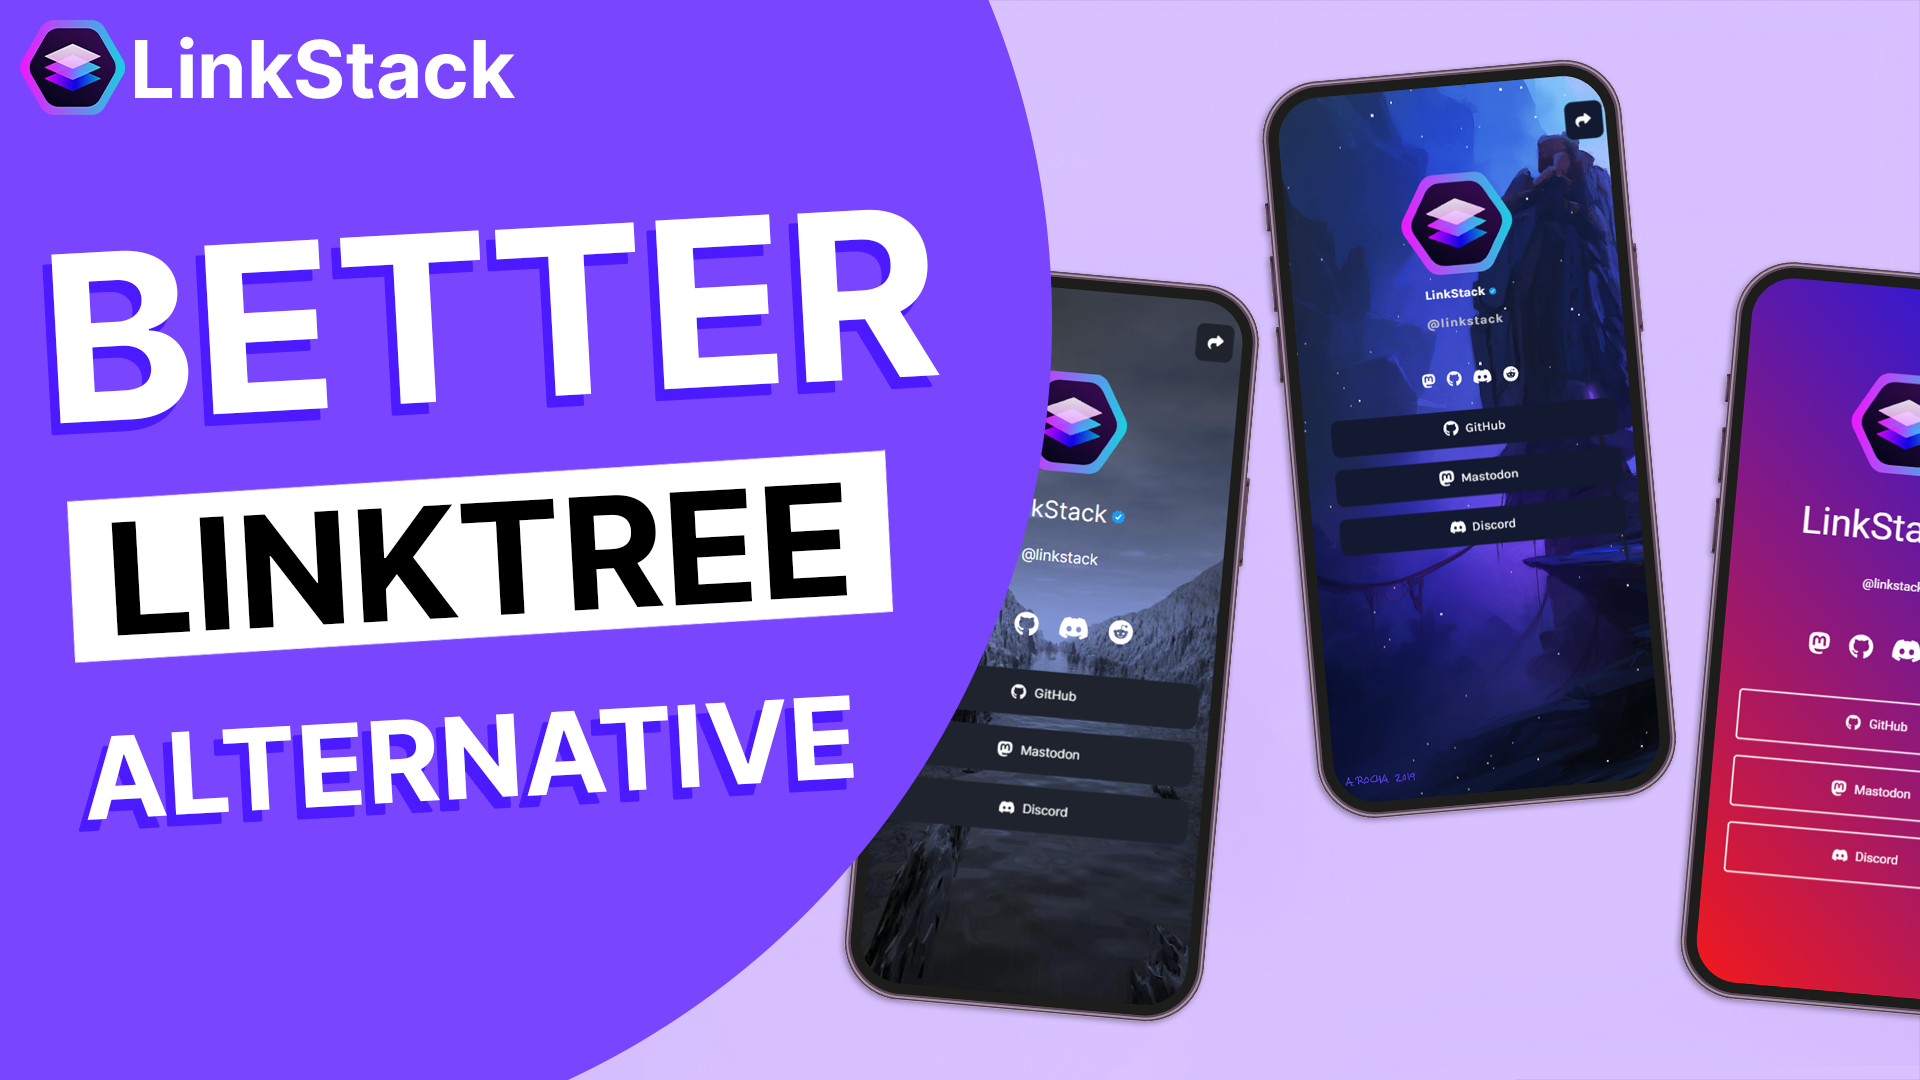 LinkStack
BETTER
LINKTREE
ALTERNATIVE
kStack
@linkstack
GitHub
Mastodon
Discord
LinkStack
@linkstack
GitHub
Mastodon
Discord
A.ROCHA 2019
LinkSta
@linkstack
GitHub
Mastodon
Discord